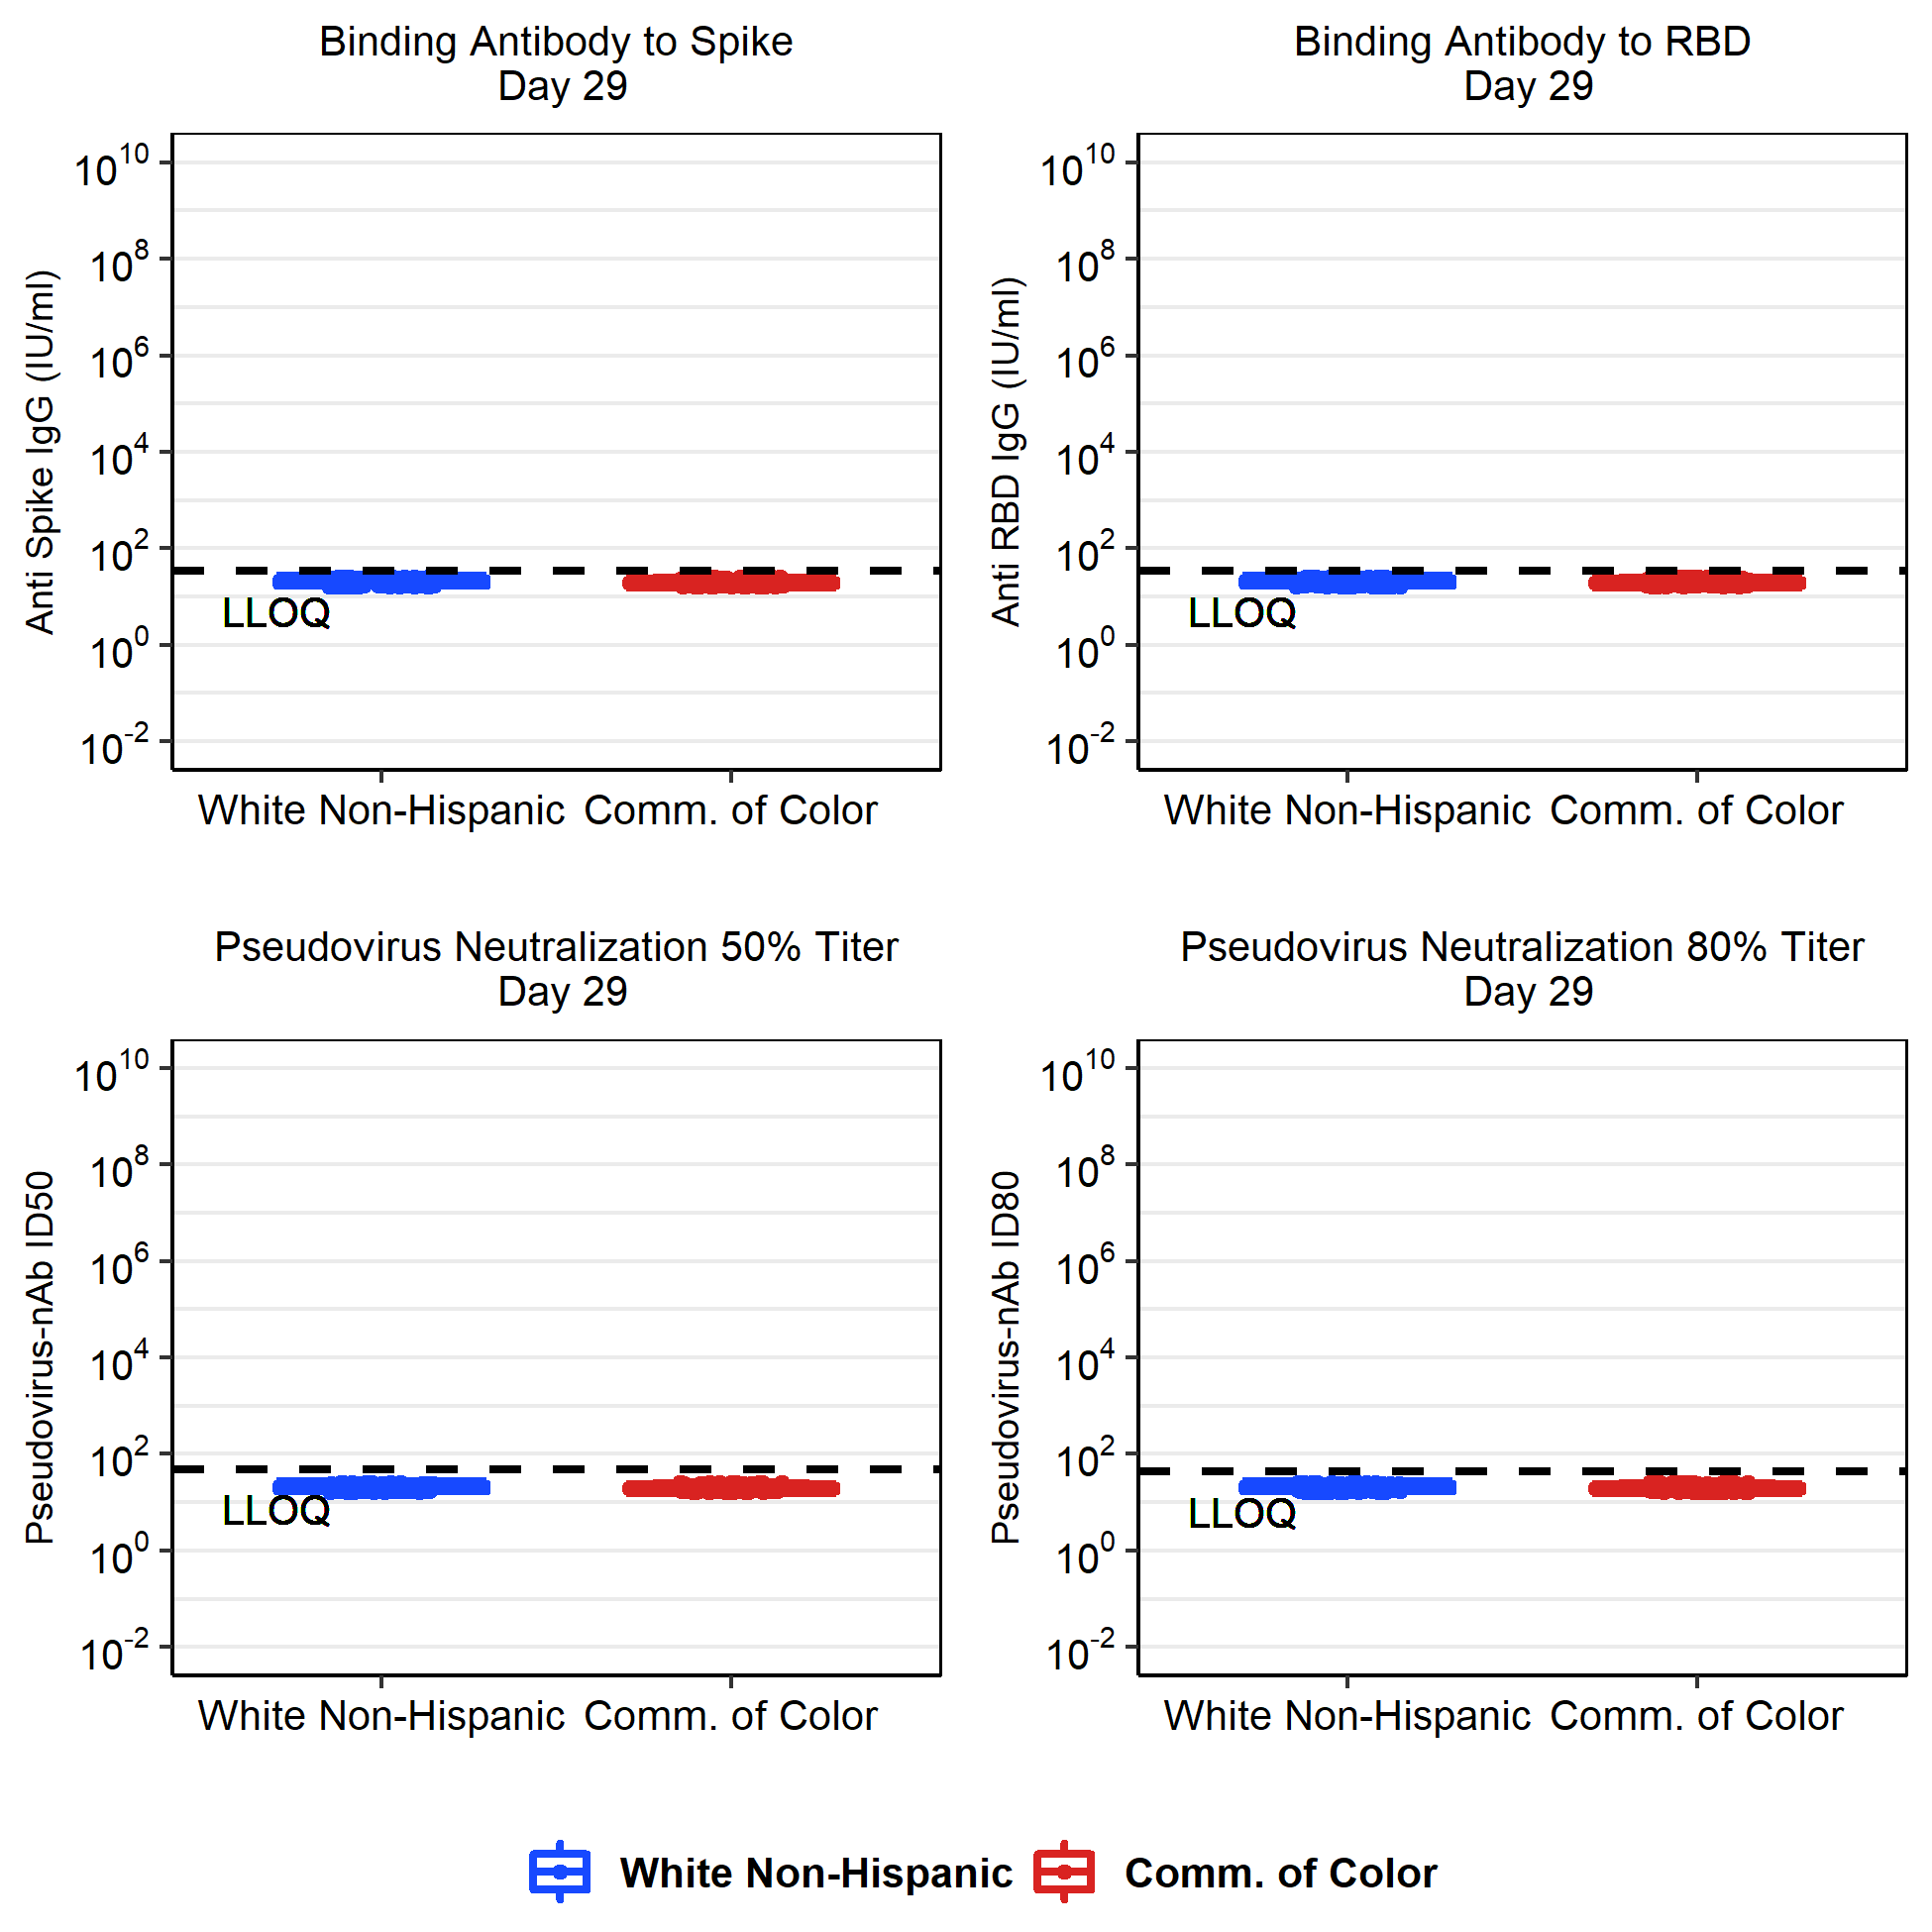 Binding Antibody to Spike
Day 29
Anti Spike IgG (IU/ml)
10^10
10^8
10^6
10^4
10^2
10^0
10^-2
LLOQ
White Non-Hispanic Comm. of Color
Binding Antibody to RBD
Day 29
Anti RBD IgG (IU/ml)
10^10
10^8
10^6
10^4
10^2
10^0
10^-2
LLOQ
White Non-Hispanic Comm. of Color
Pseudovirus Neutralization 50% Titer
Day 29
Pseudovirus-nAb ID50
10^10
10^8
10^6
10^4
10^2
10^0
10^-2
LLOQ
White Non-Hispanic Comm. of Color
Pseudovirus Neutralization 80% Titer
Day 29
Pseudovirus-nAb ID80
10^10
10^8
10^6
10^4
10^2
10^0
10^-2
LLOQ
White Non-Hispanic Comm. of Color
White Non-Hispanic Comm. of Color